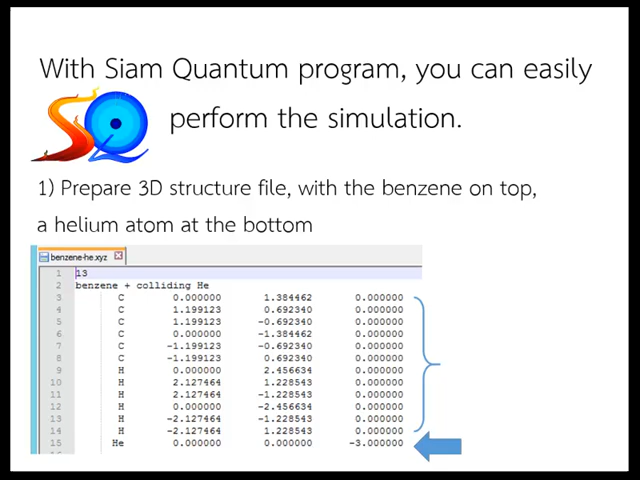 With Siam Quantum program, you can easily
SQ perform the simulation.
1) Prepare 3D structure file, with the benzene on top,
a helium atom at the bottom
benzene-he.xyz
1 13
2 benzene + colliding He
3 C 0.000000 1.384462 0.000000
4 C 1.199123 0.692340 0.000000
5 C 1.199123 -0.692340 0.000000
6 C 0.000000 -1.384462 0.000000
7 C -1.199123 -0.692340 0.000000
8 C -1.199123 0.692340 0.000000
9 H 0.000000 2.456634 0.000000
10 H 2.127464 1.228543 0.000000
11 H 2.127464 -1.228543 0.000000
12 H 0.000000 -2.456634 0.000000
13 H -2.127464 -1.228543 0.000000
14 H -2.127464 1.228543 0.000000
15 He 0.000000 0.000000 -3.000000